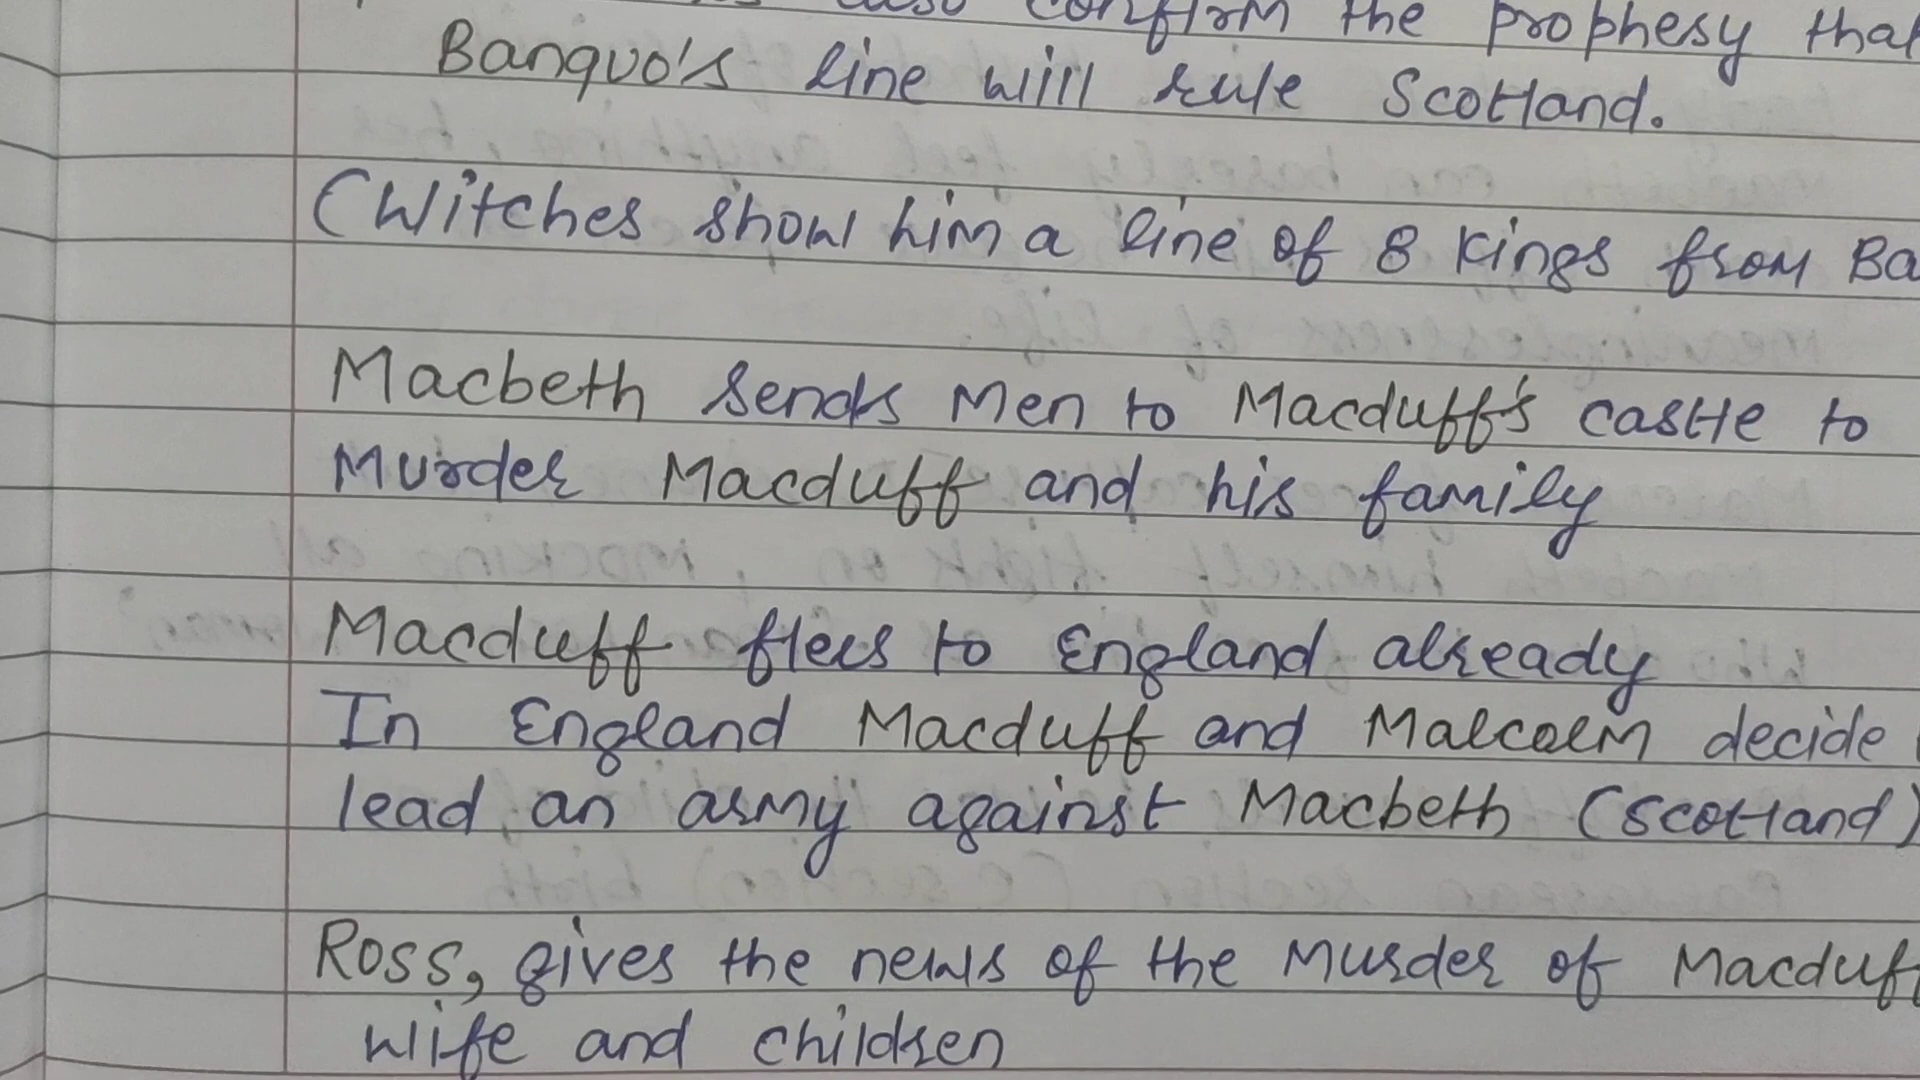 confirm the prophesy that
Banquo's line will rule Scotland.
(Witches show him a line of 8 kings from Ba
Macbeth sends men to Macduff's castle to
Murder Macduff and his family
Macduff flees to England already
In England Macduff and Malcolm decide
lead an army against Macbeth (Scotland)
Ross, gives the news of the murder of Macduff
wife and children